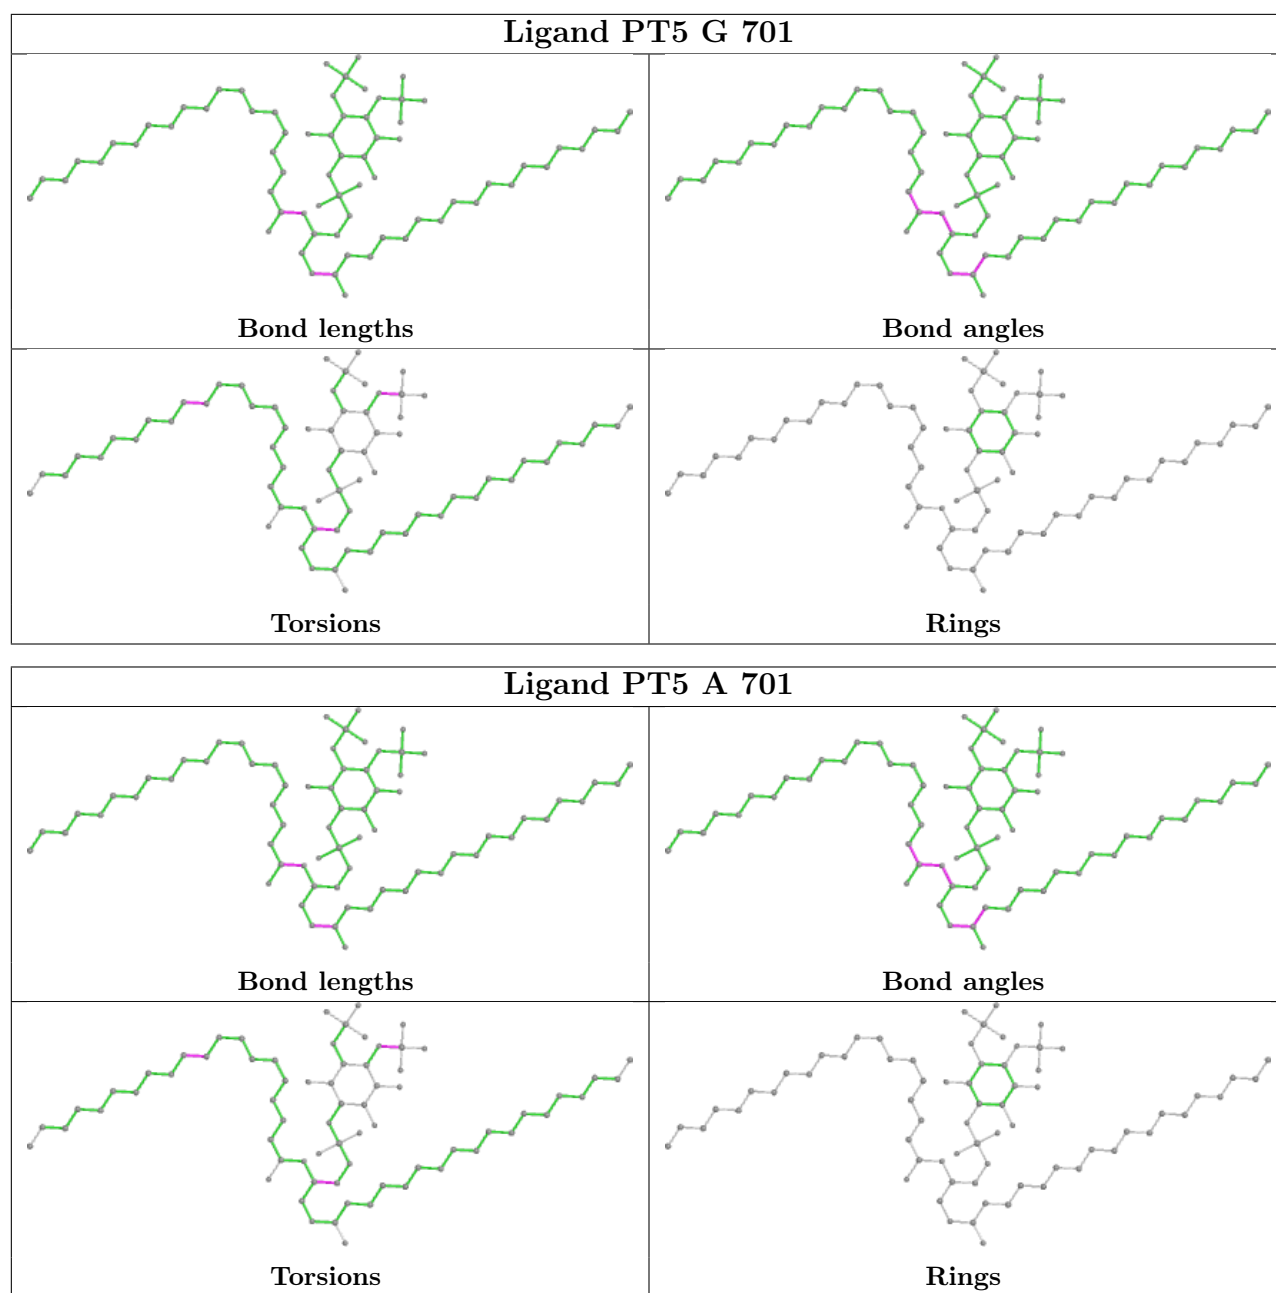 Ligand PT5 G 701
Bond lengths
Bond angles
Torsions
Rings
Ligand PT5 A 701
Bond lengths
Bond angles
Torsions
Rings